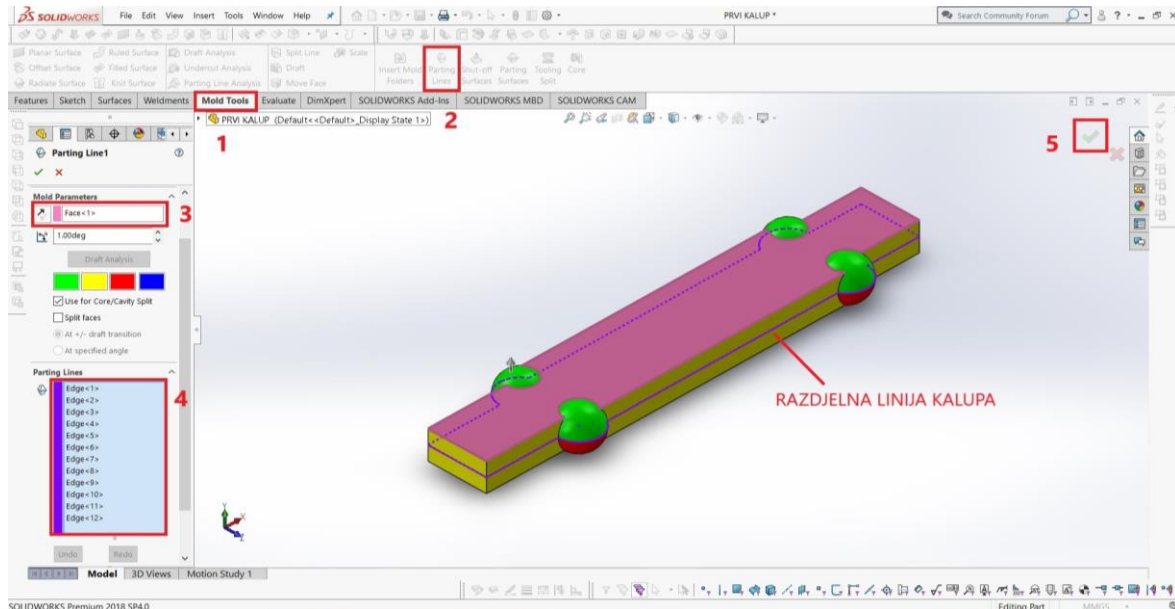 SOLIDWORKS File Edit View Insert Tools Window Help PRVI KALUP * Search Community Forum
Planar Surface Ruled Surface Draft Analysis Split Line Scale
Offset Surface Filled Surface Undercut Analysis Draft Insert Mold Parting Shut-off Parting Tooling Core
Radiate Surface Knit Surface Parting Line Analysis Move Face Folders Lines Surfaces Surfaces Split
Features Sketch Surfaces Weldments Mold Tools Evaluate DimXpert SOLIDWORKS Add-Ins SOLIDWORKS MBD SOLIDWORKS CAM
PRVI KALUP (Default<<Default>_Display State 1>)
1
2
5
Parting Line1
Mold Parameters
Face<1>
3
1.00deg
Draft Analysis
Use for Core/Cavity Split
Split faces
At +/- draft transition
At specified angle
Parting Lines
Edge<1>
Edge<2>
Edge<3>
Edge<4>
Edge<5>
Edge<6>
Edge<7>
Edge<8>
Edge<9>
Edge<10>
Edge<11>
Edge<12>
4
RAZDJELNA LINIJA KALUPA
Undo Redo
Model 3D Views Motion Study 1
SOLIDWORKS Premium 2018 SP4.0 Editing Part MMGS